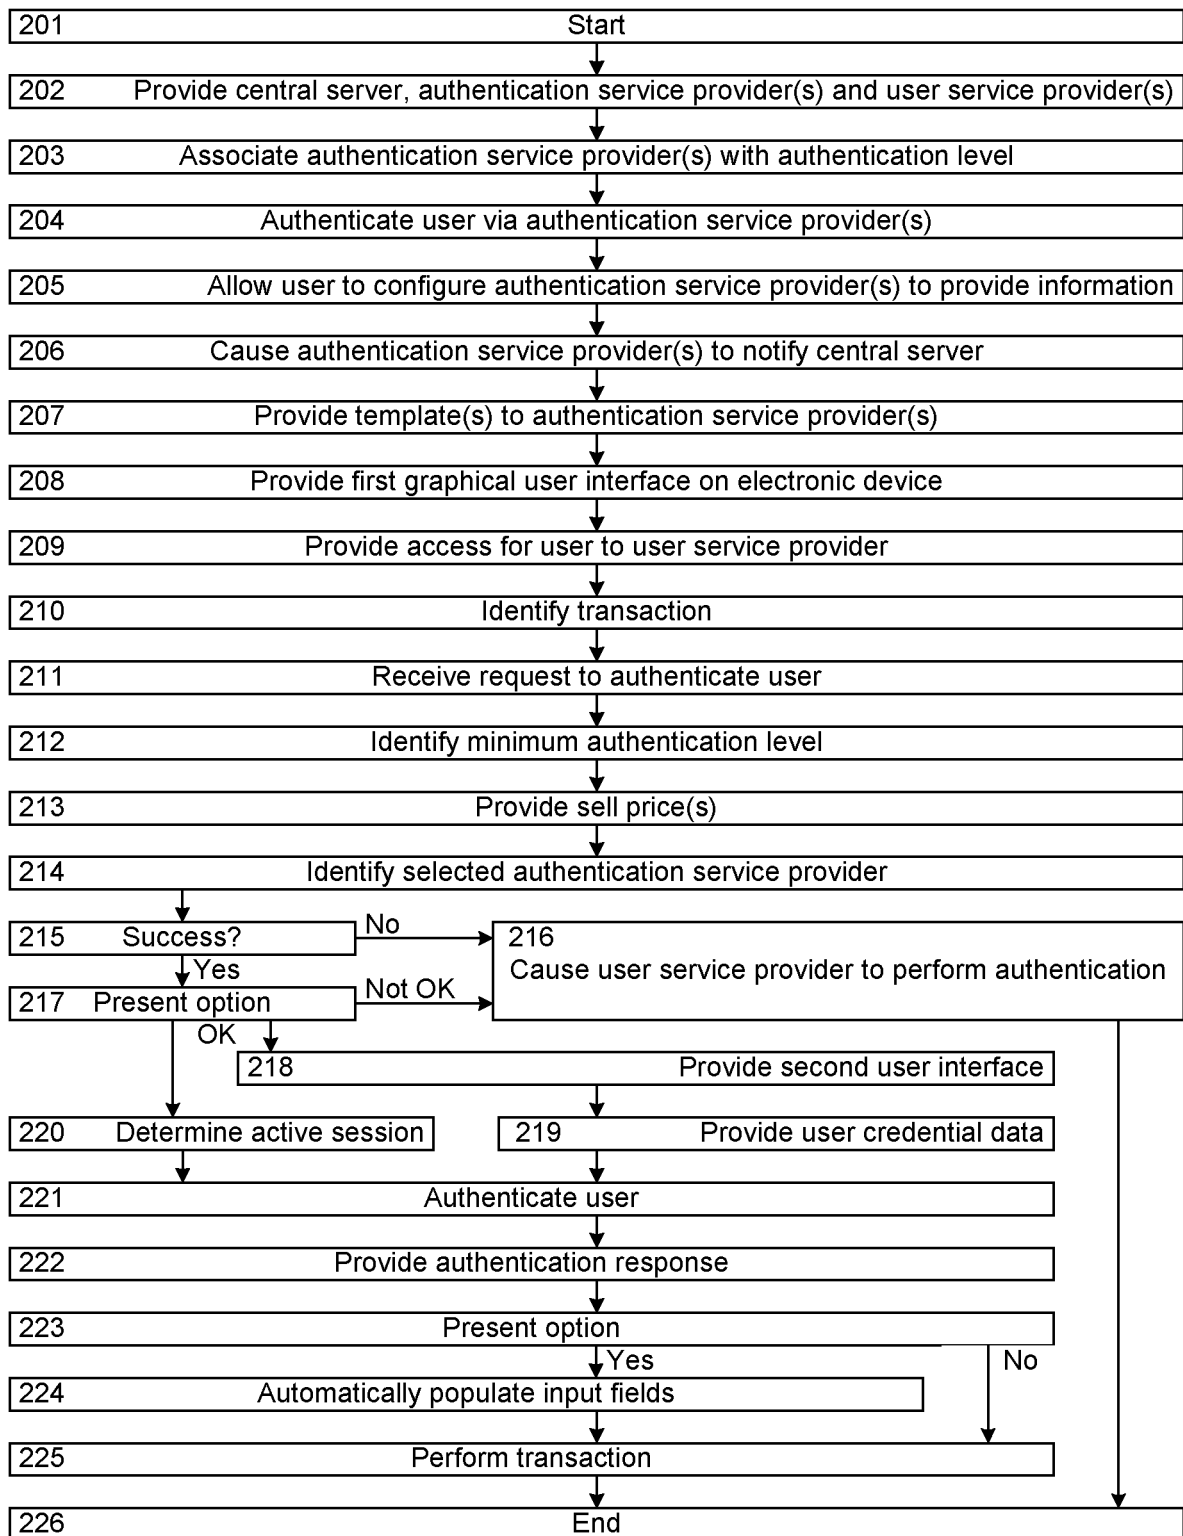 201 Start
202 Provide central server, authentication service provider(s) and user service provider(s)
203 Associate authentication service provider(s) with authentication level
204 Authenticate user via authentication service provider(s)
205 Allow user to configure authentication service provider(s) to provide information
206 Cause authentication service provider(s) to notify central server
207 Provide template(s) to authentication service provider(s)
208 Provide first graphical user interface on electronic device
209 Provide access for user to user service provider
210 Identify transaction
211 Receive request to authenticate user
212 Identify minimum authentication level
213 Provide sell price(s)
214 Identify selected authentication service provider
215 Success?
No
216
Cause user service provider to perform authentication
Yes
217 Present option
Not OK
OK
218 Provide second user interface
220 Determine active session
219 Provide user credential data
221 Authenticate user
222 Provide authentication response
223 Present option
Yes
No
224 Automatically populate input fields
225 Perform transaction
226 End